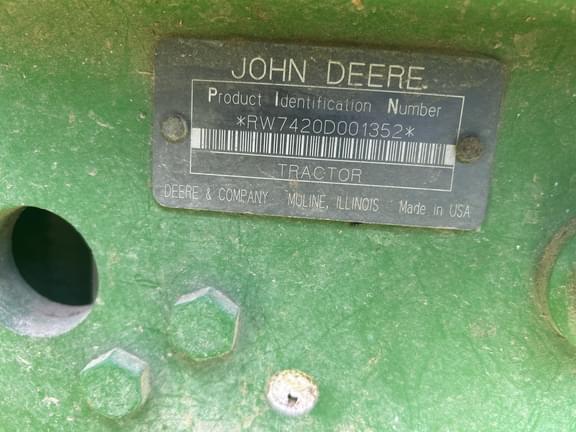 JOHN DEERE
Product Identification Number
*RW7420D001352*
TRACTOR
DEERE & COMPANY MOLINE, ILLINOIS Made in USA